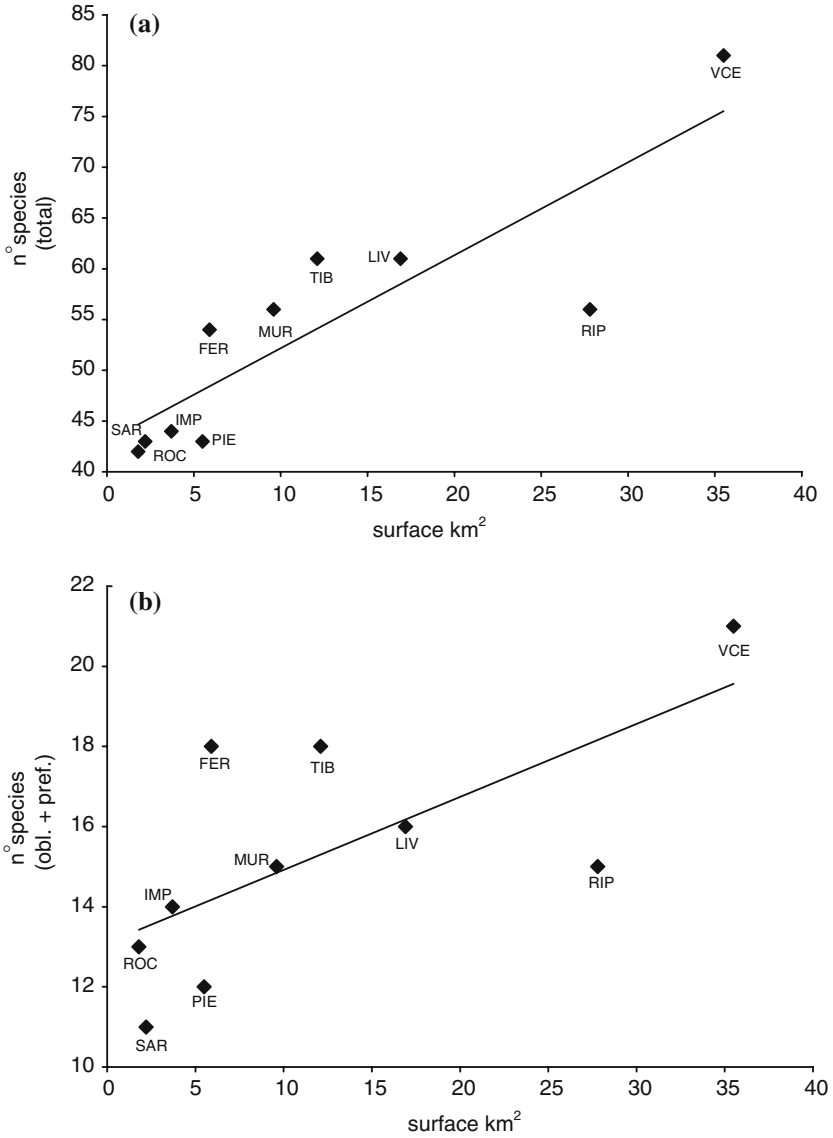 (a)
85
80
75
70
65
60
55
50
45
40
n° species
(total)
VCE
TIB
LIV
MUR
RIP
FER
SAR
IMP
ROC
PIE
0 5 10 15 20 25 30 35 40
surface km²
(b)
22
20
18
16
14
12
10
n° species
(obl. + pref.)
VCE
FER
TIB
LIV
MUR
RIP
IMP
ROC
PIE
SAR
0 5 10 15 20 25 30 35 40
surface km²